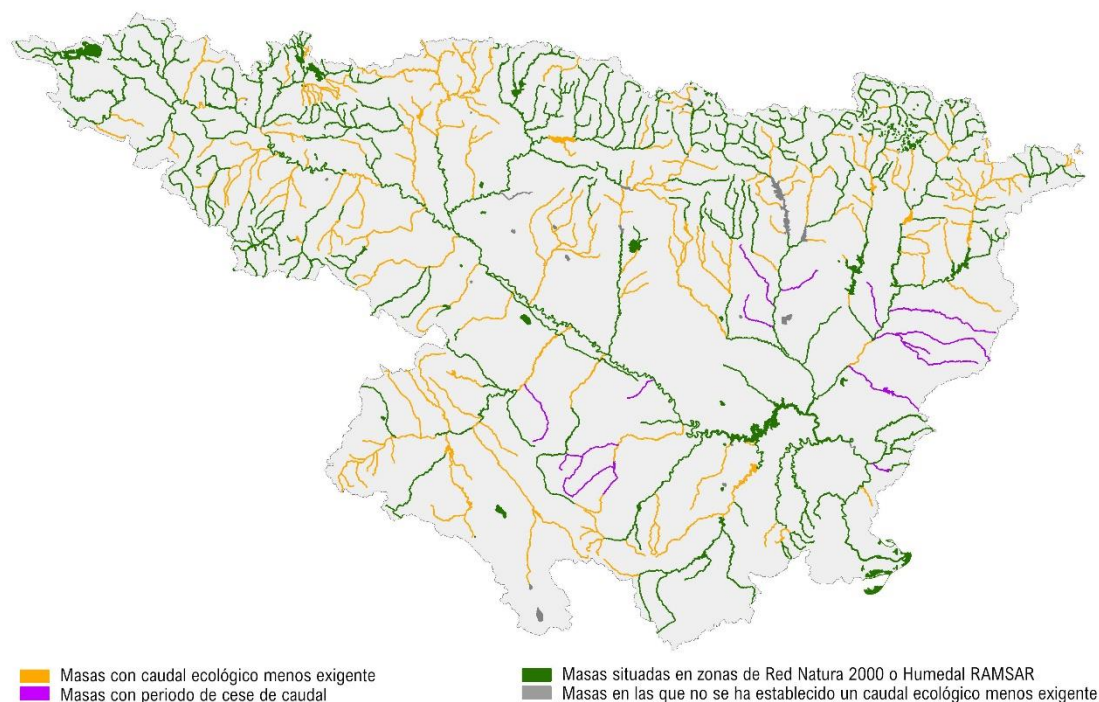 Masas con caudal ecológico menos exigente
Masas con periodo de cese de caudal
Masas situadas en zonas de Red Natura 2000 o Humedal RAMSAR
Masas en las que no se ha establecido un caudal ecológico menos exigente